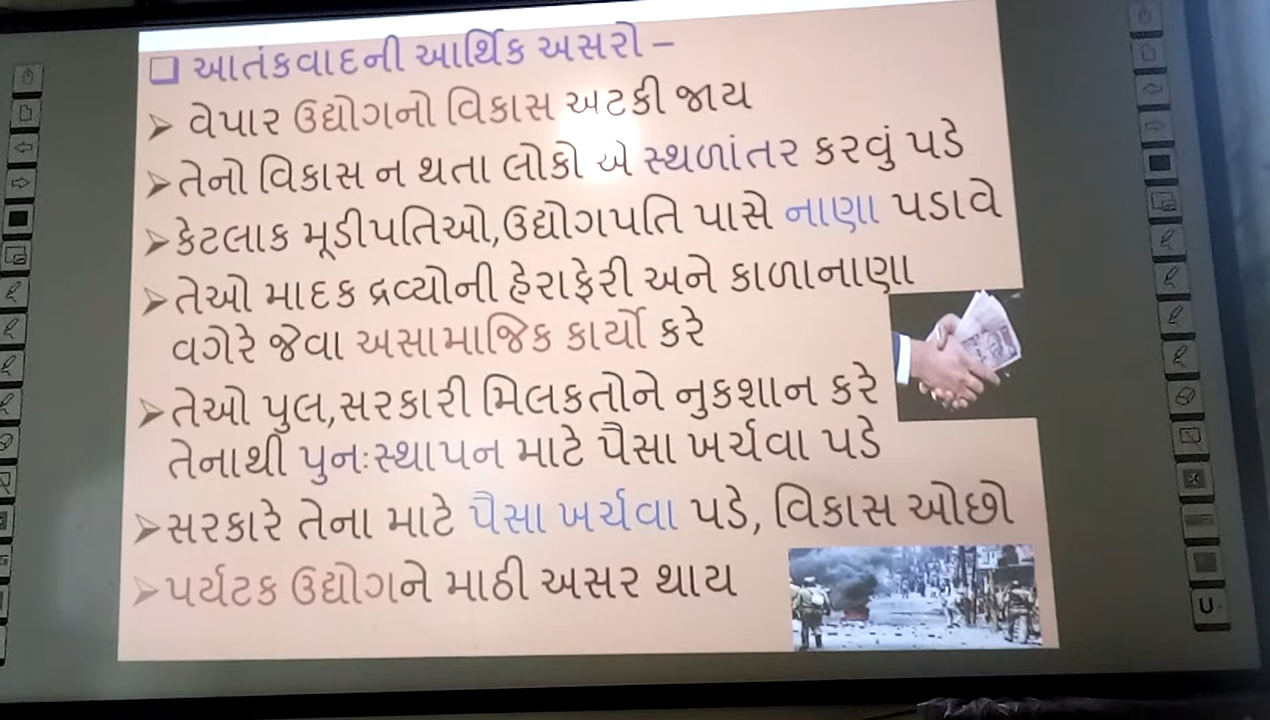 ❑ આતંકવાદની આર્થિક અસરો –
➢ વેપાર ઉદ્યોગનો વિકાસ અટકી જાય
➢ તેનો વિકાસ ન થતા લોકો એ સ્થળાંતર કરવું પડે
➢ કેટલાક મૂડીપતિઓ,ઉદ્યોગપતિ પાસે નાણા પડાવે
➢ તેઓ માદક દ્રવ્યોની હેરાફેરી અને કાળાનાણા
વગેરે જેવા અસામાજિક કાર્યો કરે
➢ તેઓ પુલ,સરકારી મિલકતોને નુકશાન કરે
તેનાથી પુનઃસ્થાપન માટે પૈસા ખર્ચવા પડે
➢ સરકારે તેના માટે પૈસા ખર્ચવા પડે, વિકાસ ઓછો
➢ પર્યટક ઉદ્યોગને માઠી અસર થાય